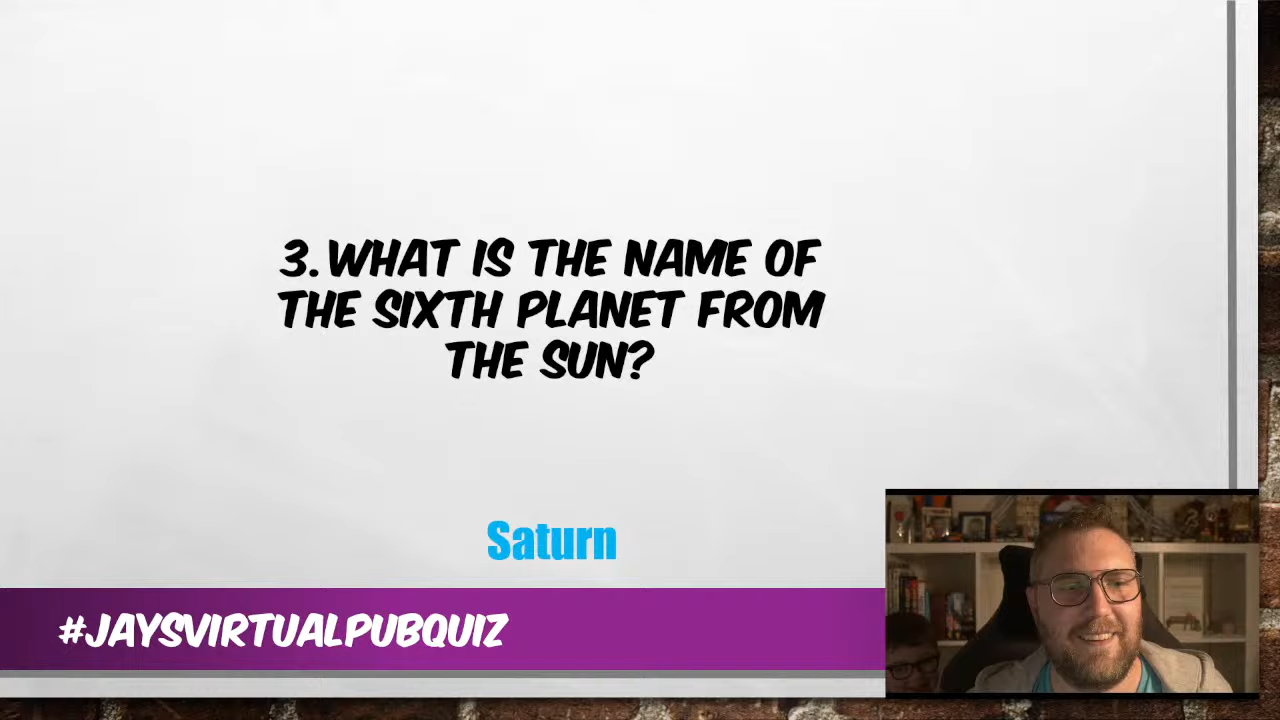 3. WHAT IS THE NAME OF
THE SIXTH PLANET FROM
THE SUN?
Saturn
#JAYSVIRTUALPUBQUIZ